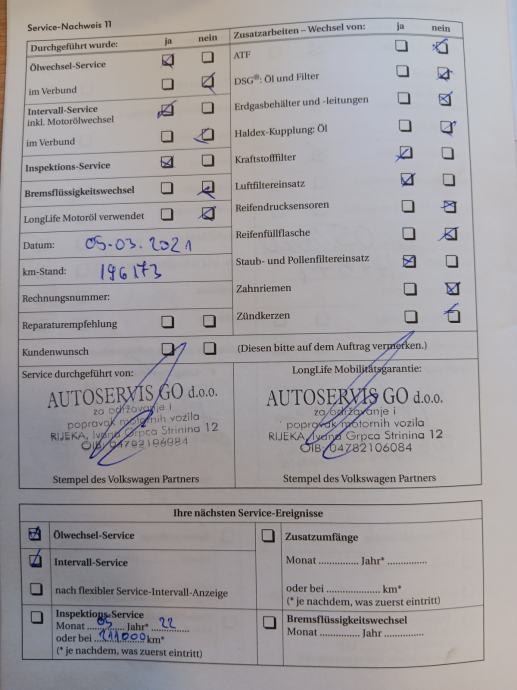 Service-Nachweis 11
Durchgeführt wurde: ja nein
Ölwechsel-Service
im Verbund
Intervall-Service
inkl. Motorölwechsel
im Verbund
Inspektions-Service
Bremsflüssigkeitswechsel
LongLife Motoröl verwendet
Datum: 05-03.2021
km-Stand: 196173
Rechnungsnummer:
Reparaturempfehlung
Kundenwunsch
Zusatzarbeiten – Wechsel von: ja nein
ATF
DSG®: Öl und Filter
Erdgasbehälter und -leitungen
Haldex-Kupplung: Öl
Kraftstofffilter
Luftfiltereinsatz
Reifendrucksensoren
Reifenfüllflasche
Staub- und Pollenfiltereinsatz
Zahnriemen
Zündkerzen
(Diesen bitte auf dem Auftrag vermerken.)
Service durchgeführt von:
AUTOSERVIS GO d.o.o.
za održavanje i
popravak motornih vozila
RIJEKA, Ivana Grpca Strinina 12
OIB: 04782106084
Stempel des Volkswagen Partners
LongLife Mobilitätsgarantie:
AUTOSERVIS GO d.o.o.
za održavanje i
popravak motornih vozila
RIJEKA, Ivana Grpca Strinina 12
OIB: 04782106084
Stempel des Volkswagen Partners
Ihre nächsten Service-Ereignisse
Ölwechsel-Service
Intervall-Service
nach flexibler Service-Intervall-Anzeige
Inspektions-Service
Monat 05 Jahr* 22
oder bei 211000 km*
(* je nachdem, was zuerst eintritt)
Zusatzumfänge
Monat .............. Jahr* ..............
oder bei .................... km*
(* je nachdem, was zuerst eintritt)
Bremsflüssigkeitswechsel
Monat .............. Jahr ..............